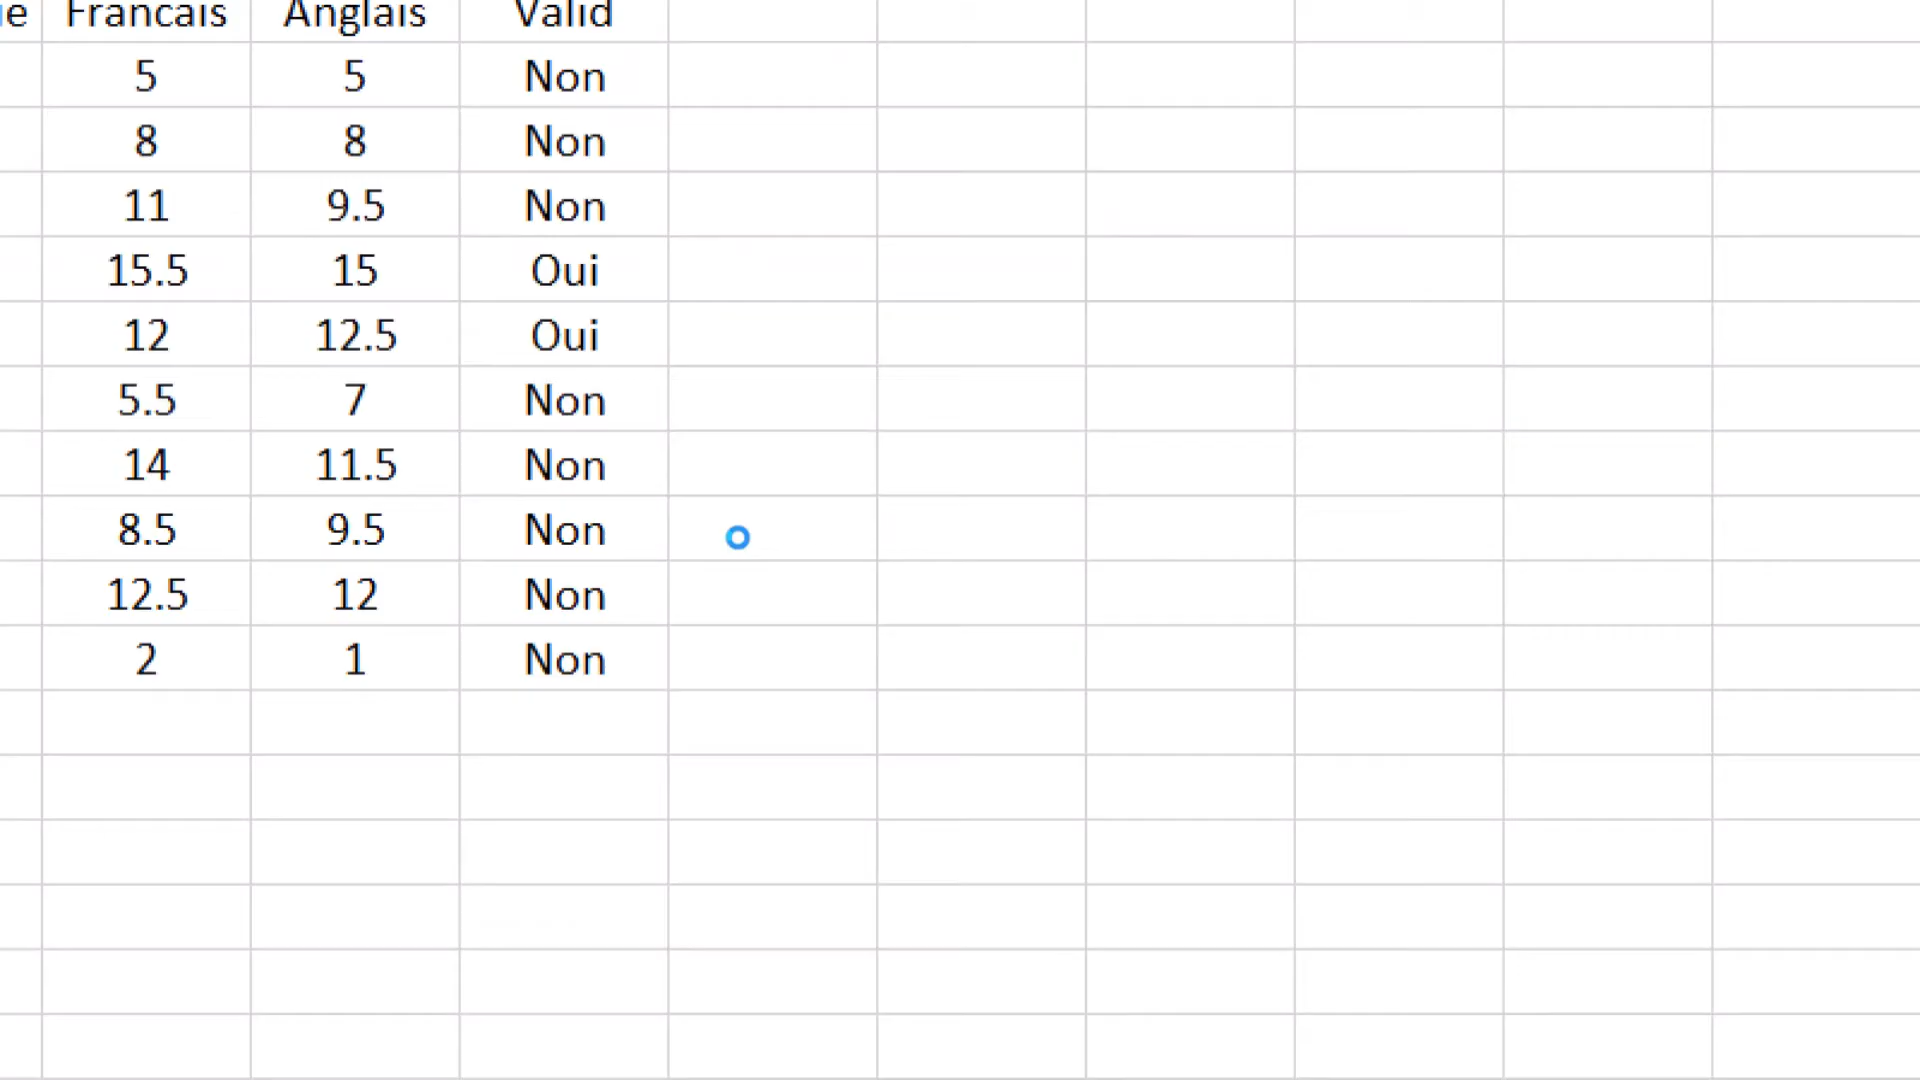 Francais Anglais Valid
5 5 Non
8 8 Non
11 9.5 Non
15.5 15 Oui
12 12.5 Oui
5.5 7 Non
14 11.5 Non
8.5 9.5 Non
12.5 12 Non
2 1 Non